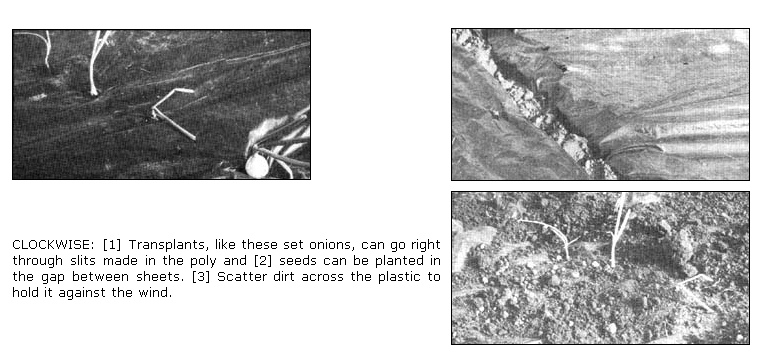 CLOCKWISE: [1] Transplants, like these set onions, can go right
through slits made in the poly and [2] seeds can be planted in
the gap between sheets. [3] Scatter dirt across the plastic to
hold it against the wind.